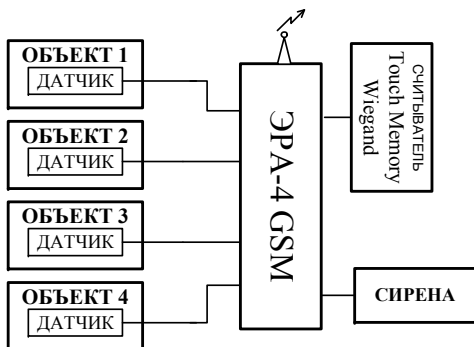 ОБЪЕКТ 1
ДАТЧИК
ОБЪЕКТ 2
ДАТЧИК
ОБЪЕКТ 3
ДАТЧИК
ОБЪЕКТ 4
ДАТЧИК
ЭРА-4 GSM
СЧИТЫВАТЕЛЬ
Touch Memory
Wiegand
СИРЕНА